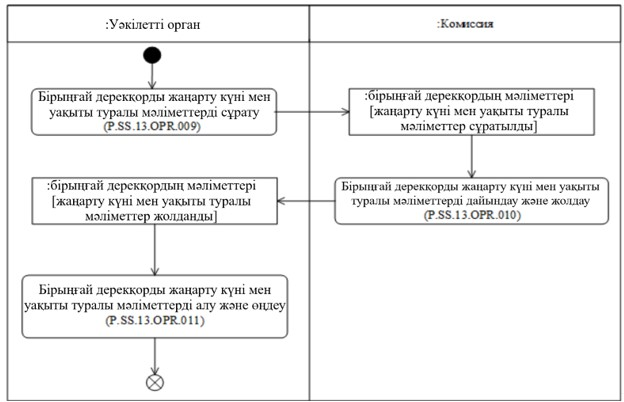 :Уәкілетті орган
:Комиссия
Бірыңғай дерекқорды жаңарту күні мен
уақыты туралы мәліметтерді сұрату
(P.SS.13.OPR.009)
:бірыңғай дерекқордың мәліметтері
[жаңарту күні мен уақыты туралы
мәліметтер сұратылды]
Бірыңғай дерекқорды жаңарту күні мен уақыты
туралы мәліметтерді дайындау және жолдау
(P.SS.13.OPR.010)
:бірыңғай дерекқордың мәліметтері
[жаңарту күні мен уақыты туралы
мәліметтер жолданды]
Бірыңғай дерекқорды жаңарту күні мен
уақыты туралы мәліметтерді алу және өңдеу
(P.SS.13.OPR.011)